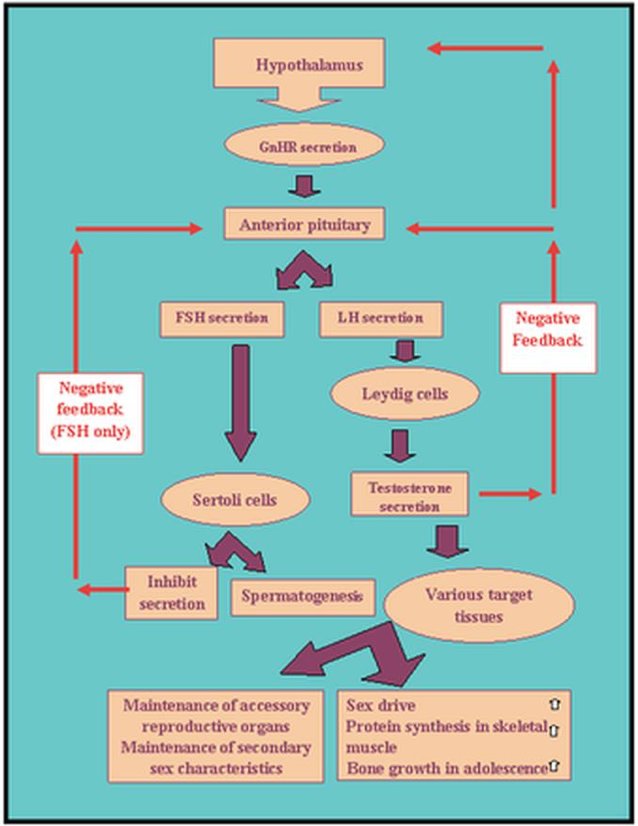 Hypothalamus
GnHR secretion
Anterior pituitary
FSH secretion
LH secretion
Negative
Feedback
Leydig cells
Negative
feedback
(FSH only)
Testosterone
secretion
Sertoli cells
Inhibit
secretion
Spermatogenesis
Various target
tissues
Maintenance of accessory
reproductive organs
Maintenance of secondary
sex characteristics
Sex drive
Protein synthesis in skeletal
muscle
Bone growth in adolescence